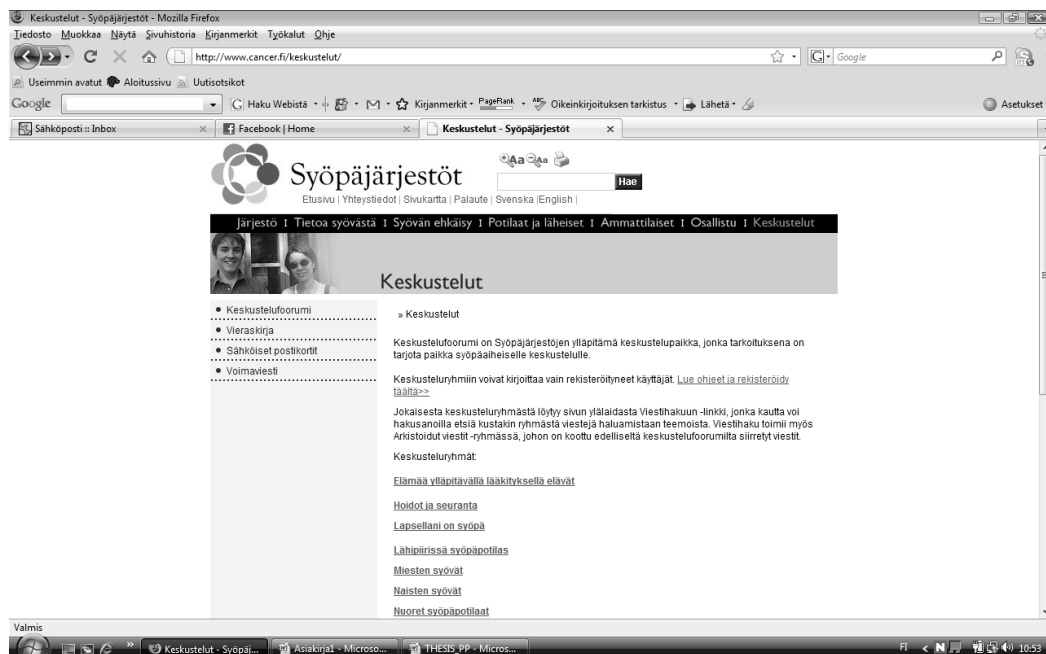 Keskustelut - Syöpäjärjestöt - Mozilla Firefox
Tiedosto Muokkaa Näytä Sivuhistoria Kirjanmerkit Työkalut Ohje
http://www.cancer.fi/keskustelut/
G Google
Useimmin avatut Aloitussivu Uutisotsikot
Google G Haku Webistä Kirjanmerkit PageRank ABC Oikeinkirjoituksen tarkistus Lähetä Asetukset
Sähköposti :: Inbox Facebook | Home Keskustelut - Syöpäjärjestöt
Syöpäjärjestöt
Aa Aa
Hae
Etusivu | Yhteystiedot | Sivukartta | Palaute | Svenska |English |
Järjestö I Tietoa syövästä I Syövän ehkäisy I Potilaat ja läheiset I Ammattilaiset I Osallistu I Keskustelut
Keskustelut
Keskustelufoorumi
Vieraskirja
Sähköiset postikortit
Voimaviesti
» Keskustelut
Keskustelufoorumi on Syöpäjärjestöjen ylläpitämä keskustelupaikka, jonka tarkoituksena on
tarjota paikka syöpäaiheiselle keskustelulle.
Keskusteluryhmiin voivat kirjoittaa vain rekisteröityneet käyttäjät. Lue ohjeet ja rekisteröidy
täältä>>
Jokaisesta keskusteluryhmästä löytyy sivun ylälaidasta Viestihakuun -linkki, jonka kautta voi
hakusanoilla etsiä kustakin ryhmästä viestejä haluamistaan teemoista. Viestihaku toimii myös
Arkistoidut viestit -ryhmässä, johon on koottu edelliseltä keskustelufoorumilta siirretyt viestit.
Keskusteluryhmät:
Elämää ylläpitävällä lääkityksellä elävät
Hoidot ja seuranta
Lapsellani on syöpä
Lähipiirissä syöpäpotilas
Miesten syövät
Naisten syövät
Nuoret syöpäpotilaat
Valmis
Keskustelut - Syöpäj... Asiakirja1 - Microso... THESIS_PP - Micros... FI N 10:53